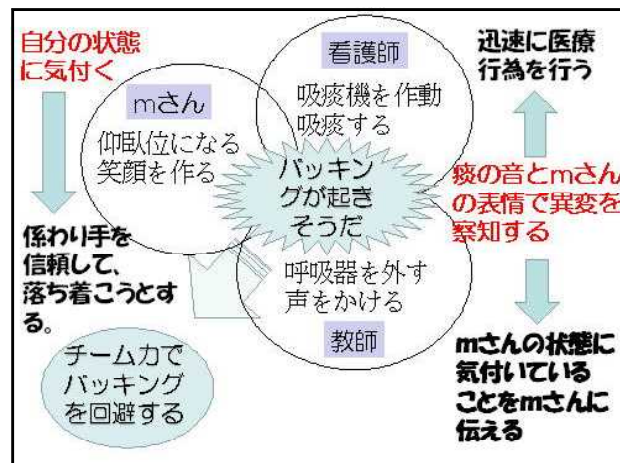 自分の状態
に気付く
看護師
迅速に医療
行為を行う
mさん
吸痰機を作動
吸痰する
仰臥位になる
笑顔を作る
バッキン
グが起き
そうだ
痰の音とmさん
の表情で異変を
察知する
係わり手を
信頼して、
落ち着こうとす
る。
呼吸器を外す
声をかける
教師
チーム力で
バッキング
を回避する
mさんの状態に
気付いている
ことをmさんに
伝える